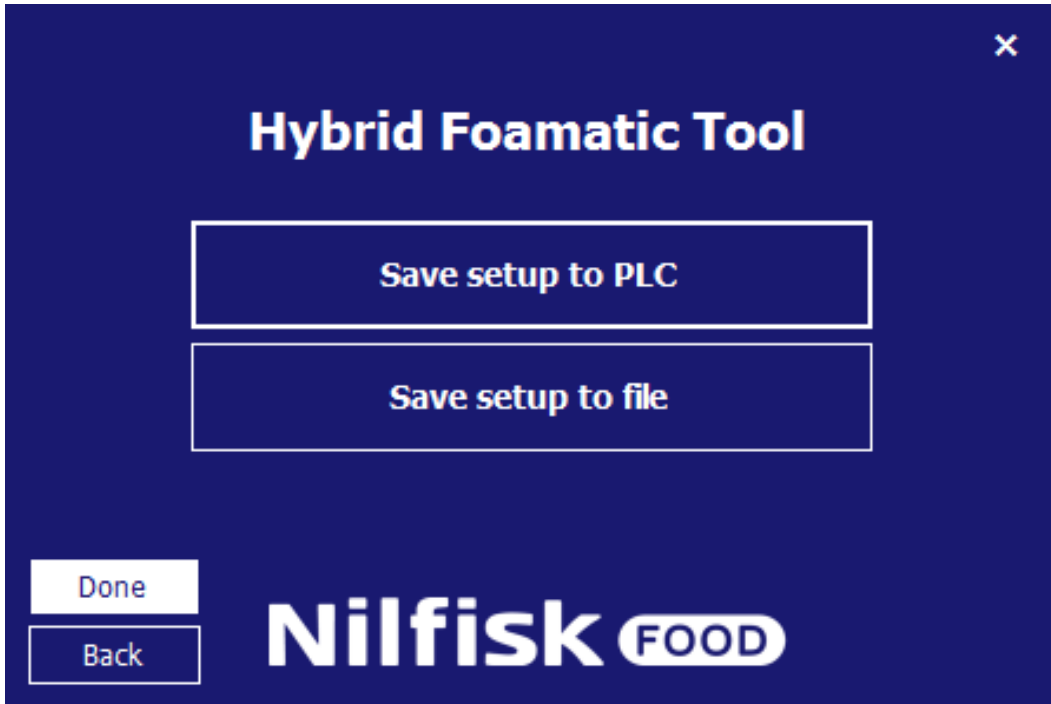 ×
Hybrid Foamatic Tool
Save setup to PLC
Save setup to file
Done
Back
Nilfisk FOOD